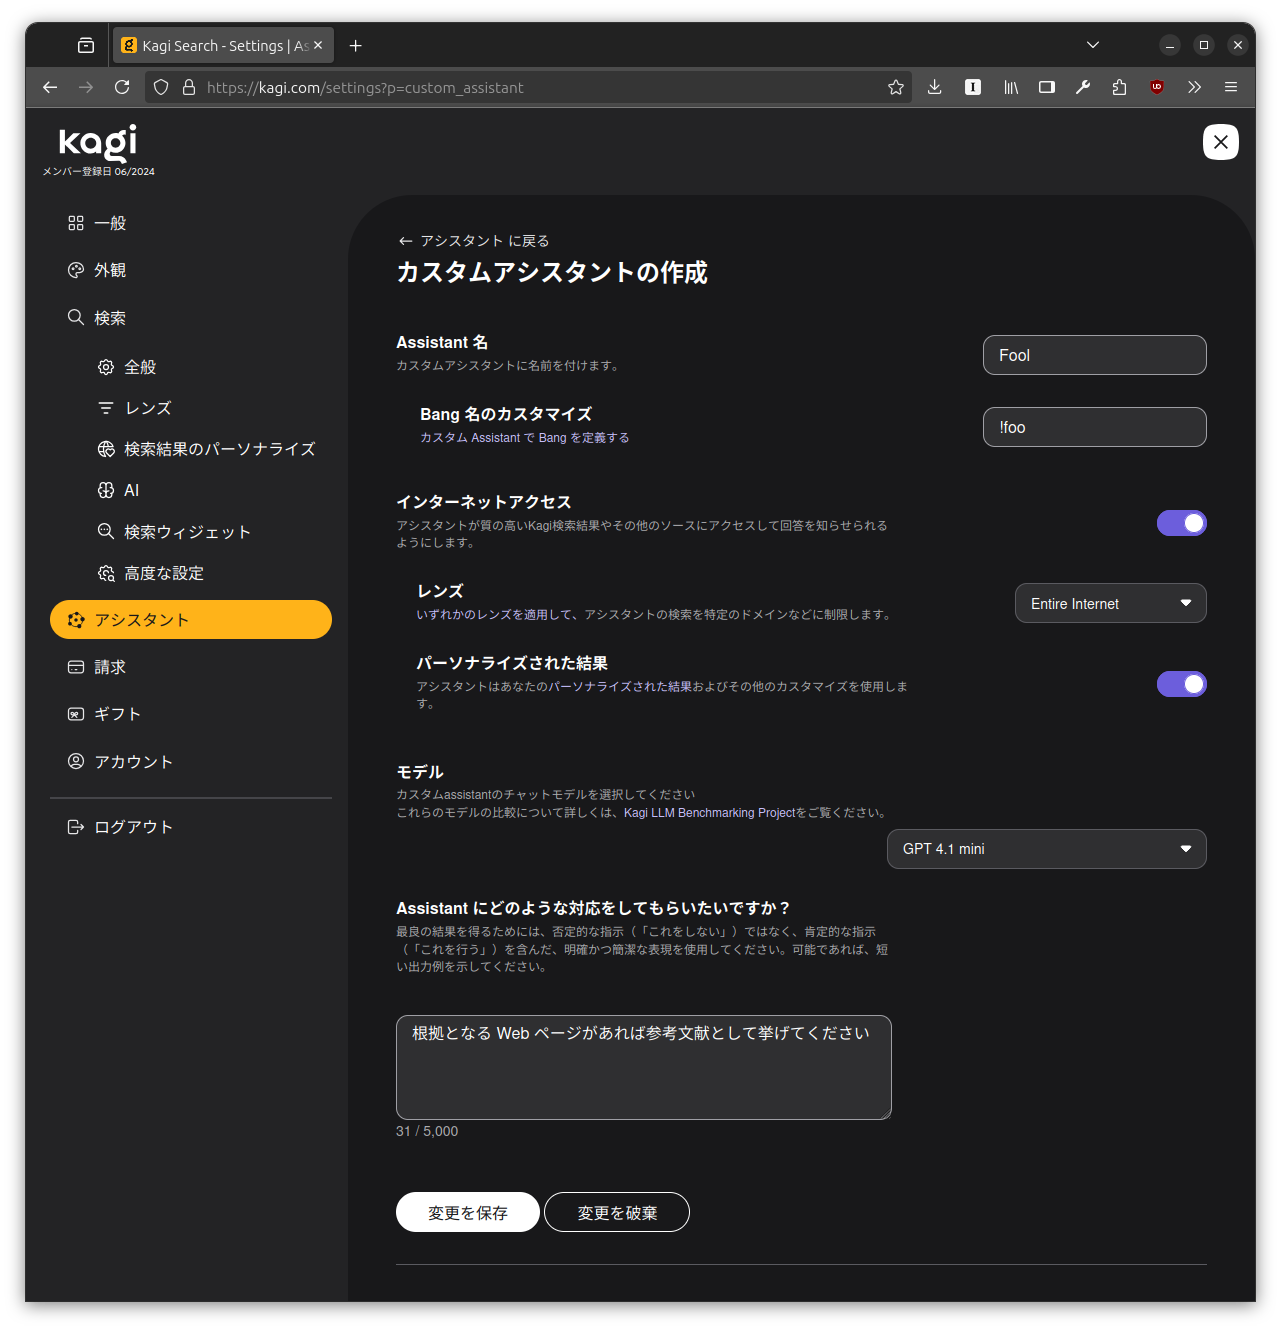 Kagi Search - Settings | As
https://kagi.com/settings?p=custom_assistant
kagi
メンバー登録日 06/2024
一般
外観
検索
全般
レンズ
検索結果のパーソナライズ
AI
検索ウィジェット
高度な設定
アシスタント
請求
ギフト
アカウント
ログアウト
← アシスタント に戻る
カスタムアシスタントの作成
Assistant 名
カスタムアシスタントに名前を付けます。
Fool
Bang 名のカスタマイズ
カスタム Assistant で Bang を定義する
!foo
インターネットアクセス
アシスタントが質の高いKagi検索結果やその他のソースにアクセスして回答を知らせられる
ようにします。
レンズ
いずれかのレンズを適用して、アシスタントの検索を特定のドメインなどに制限します。
Entire Internet
パーソナライズされた結果
アシスタントはあなたのパーソナライズされた結果およびその他のカスタマイズを使用しま
す。
モデル
カスタムassistantのチャットモデルを選択してください
これらのモデルの比較について詳しくは、Kagi LLM Benchmarking Projectをご覧ください。
GPT 4.1 mini
Assistant にどのような対応をしてもらいたいですか？
最良の結果を得るためには、否定的な指示（「これをしない」）ではなく、肯定的な指示
（「これを行う」）を含んだ、明確かつ簡潔な表現を使用してください。可能であれば、短
い出力例を示してください。
根拠となる Web ページがあれば参考文献として挙げてください
31 / 5,000
変更を保存
変更を破棄